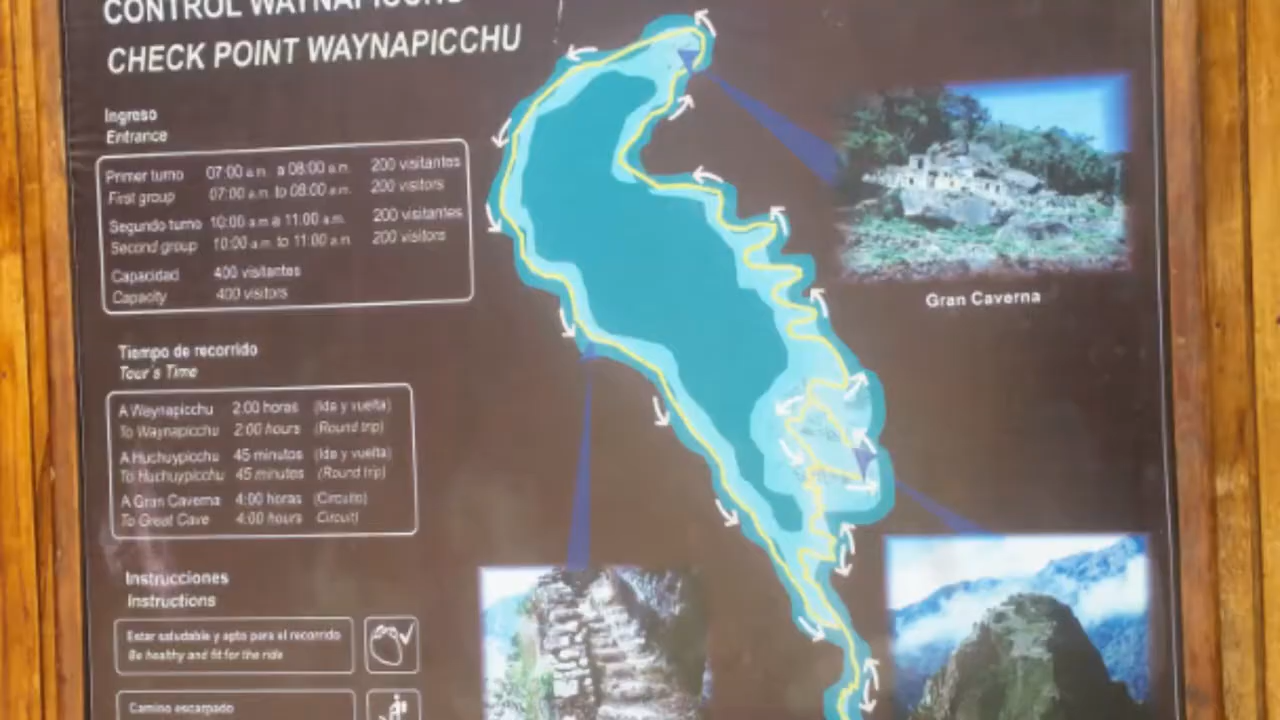 CONTROL WAYNAPICCHU
CHECK POINT WAYNAPICCHU
Ingreso
Entrance
Primer turno 07:00 a.m. a 08:00 a.m. 200 visitantes
First group 07:00 a.m. to 08:00 a.m. 200 visitors
Segundo turno 10:00 a.m a 11:00 a.m. 200 visitantes
Second group 10:00 a.m. to 11:00 a.m 200 visitors
Capacidad 400 visitantes
Capacity 400 visitors
Tiempo de recorrido
Tour's Time
A Waynapicchu 2:00 horas (Ida y vuelta)
To Waynapicchu 2:00 hours (Round trip)
A Huchuypicchu 45 minutos (Ida y vuelta)
To Huchuypicchu 45 minutes (Round trip)
A Gran Caverna 4:00 horas (Circuito)
To Great Cave 4:00 hours Circuit)
Instrucciones
Instructions
Estar saludable y apto para el recorrido
Be healthy and fit for the ride
Camino escarpado
Gran Caverna